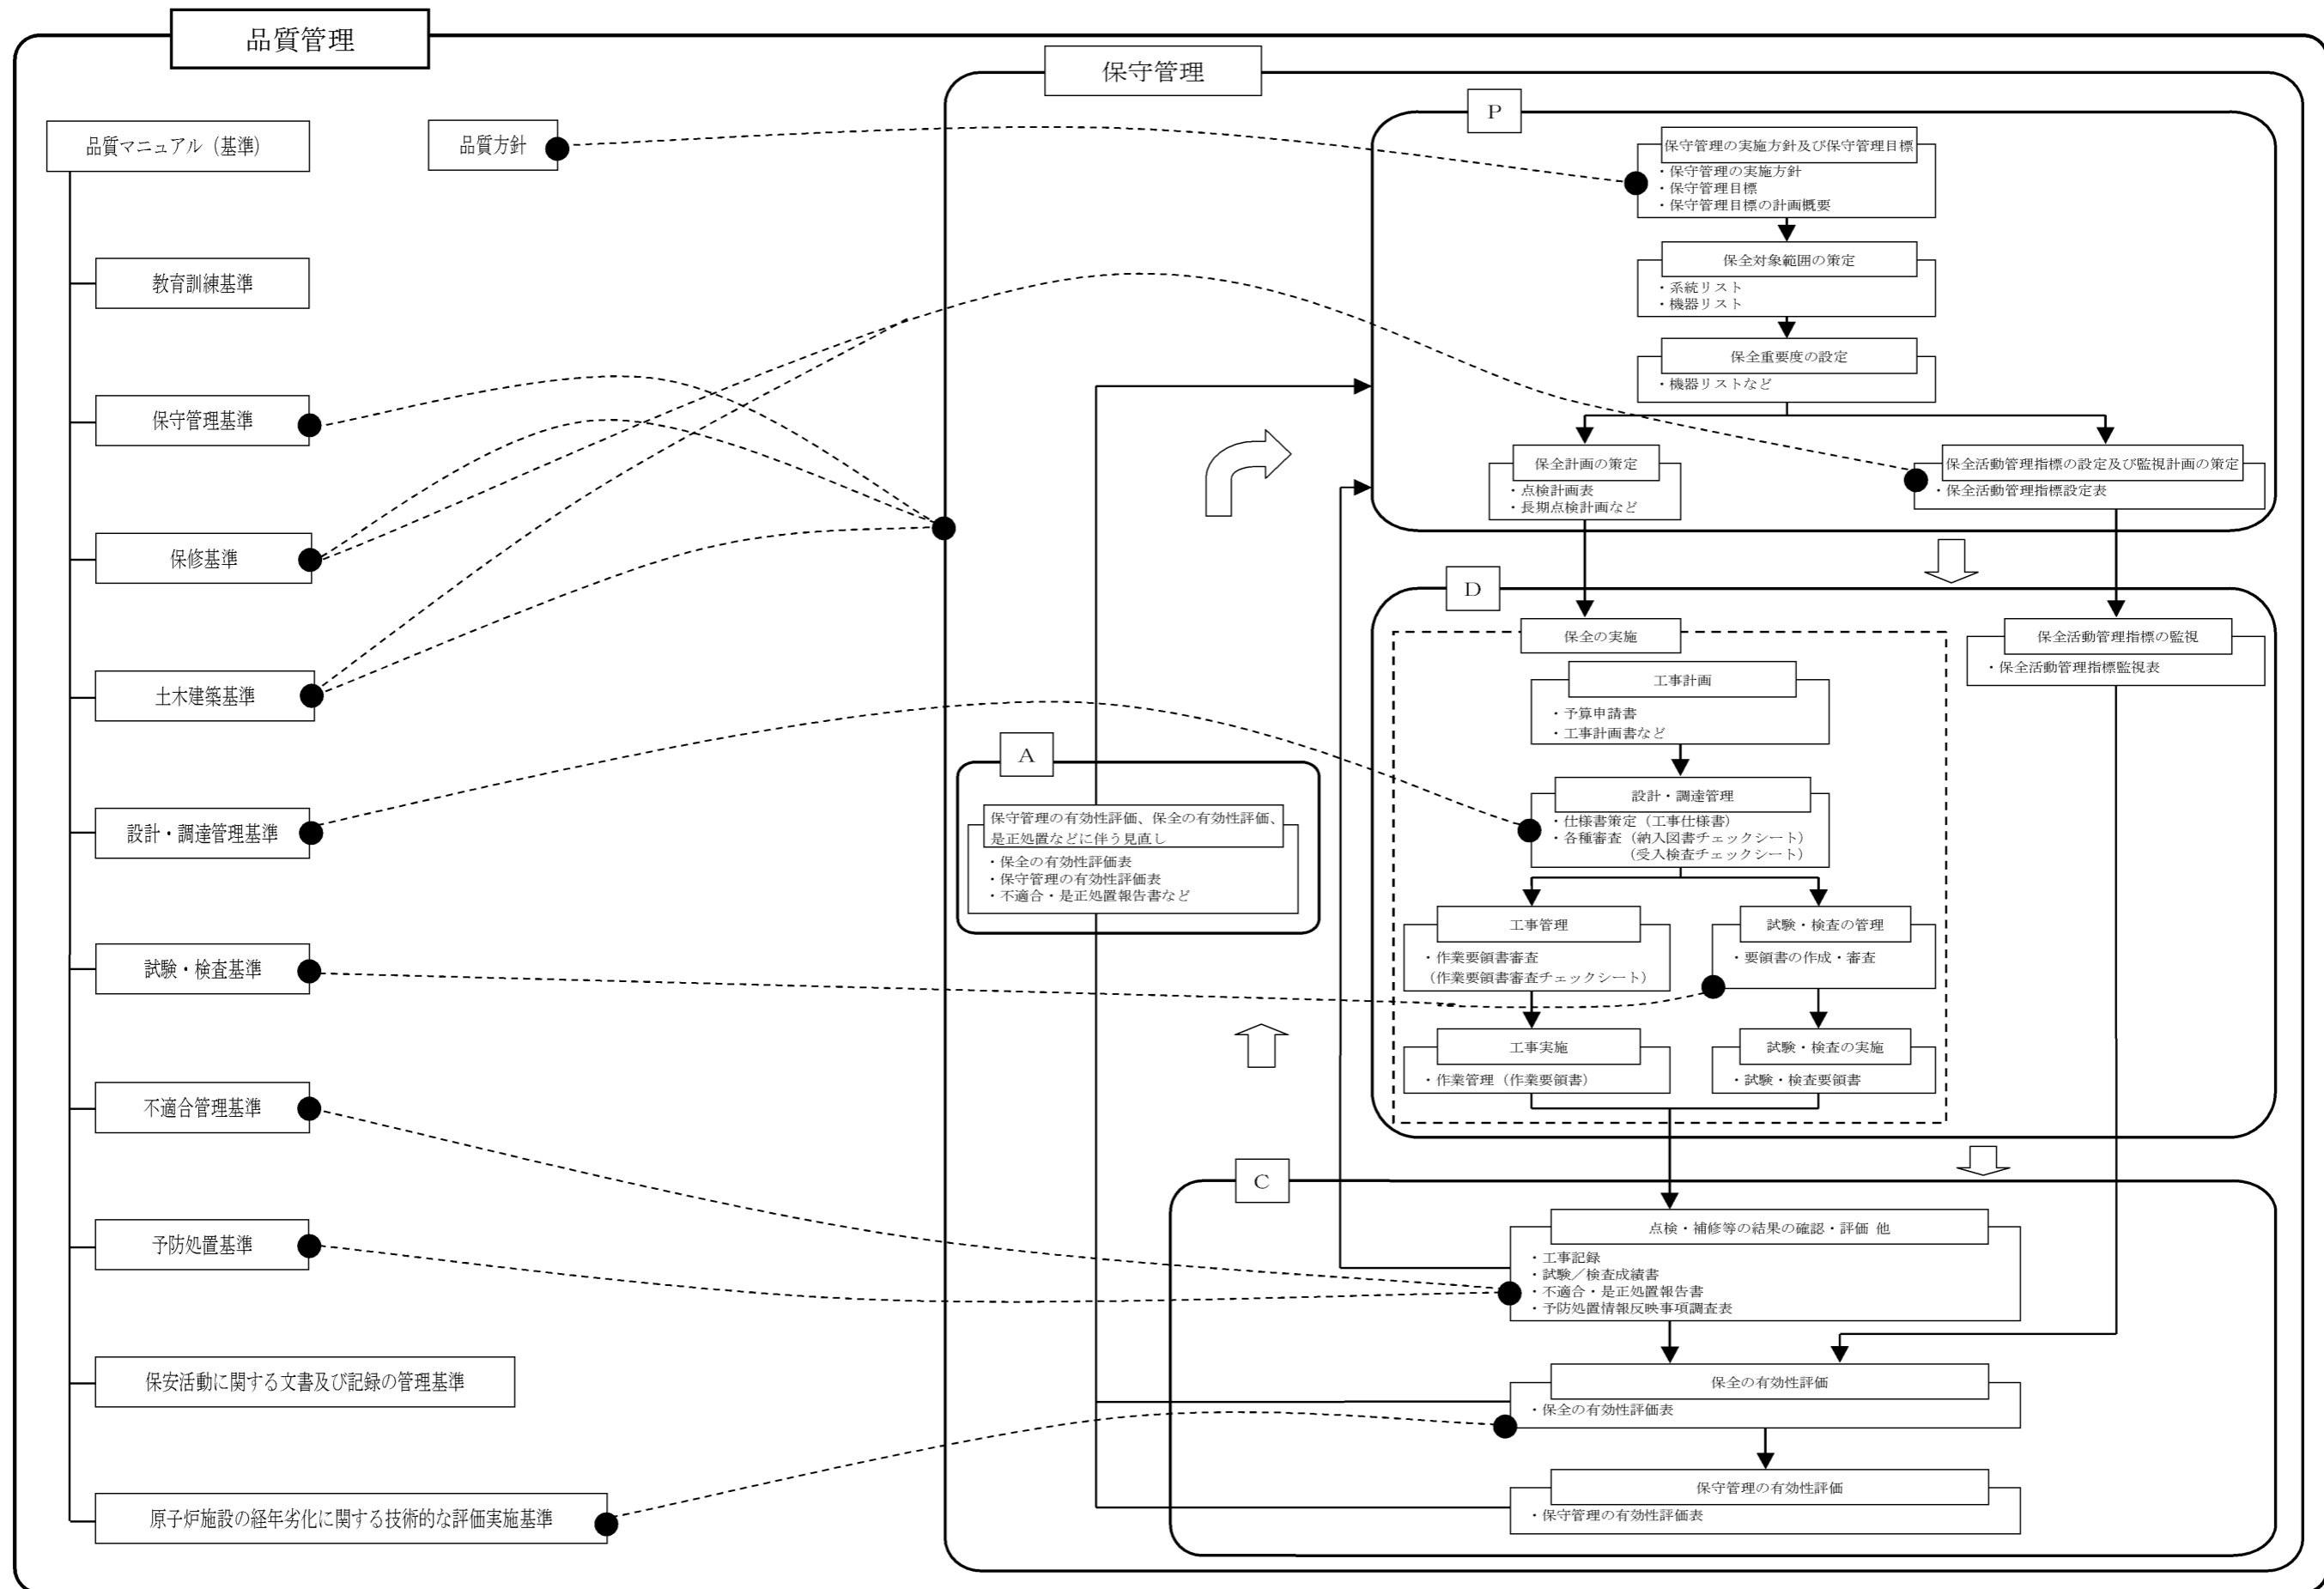 品質管理
品質マニュアル（基準）
品質方針
教育訓練基準
保守管理基準
保修基準
土木建築基準
設計・調達管理基準
試験・検査基準
不適合管理基準
予防処置基準
保安活動に関する文書及び記録の管理基準
原子炉施設の経年劣化に関する技術的な評価実施基準
保守管理
P
保守管理の実施方針及び保守管理目標
・保守管理の実施方針
・保守管理目標
・保守管理目標の計画概要
保全対象範囲の策定
・系統リスト
・機器リスト
保全重要度の設定
・機器リストなど
保全計画の策定
・点検計画表
・長期点検計画など
保全活動管理指標の設定及び監視計画の策定
・保全活動管理指標設定表
D
保全の実施
工事計画
・予算申請書
・工事計画書など
設計・調達管理
・仕様書策定（工事仕様書）
・各種審査（納入図書チェックシート）
（受入検査チェックシート）
工事管理
・作業要領書審査
（作業要領書審査チェックシート）
試験・検査の管理
・要領書の作成・審査
工事実施
・作業管理（作業要領書）
試験・検査の実施
・試験・検査要領書
保全活動管理指標の監視
・保全活動管理指標監視表
C
点検・補修等の結果の確認・評価 他
・工事記録
・試験／検査成績書
・不適合・是正処置報告書
・予防処置情報反映事項調査表
保全の有効性評価
・保全の有効性評価表
保守管理の有効性評価
・保守管理の有効性評価表
A
保守管理の有効性評価、保全の有効性評価、
是正処置などに伴う見直し
・保全の有効性評価表
・保守管理の有効性評価表
・不適合・是正処置報告書など